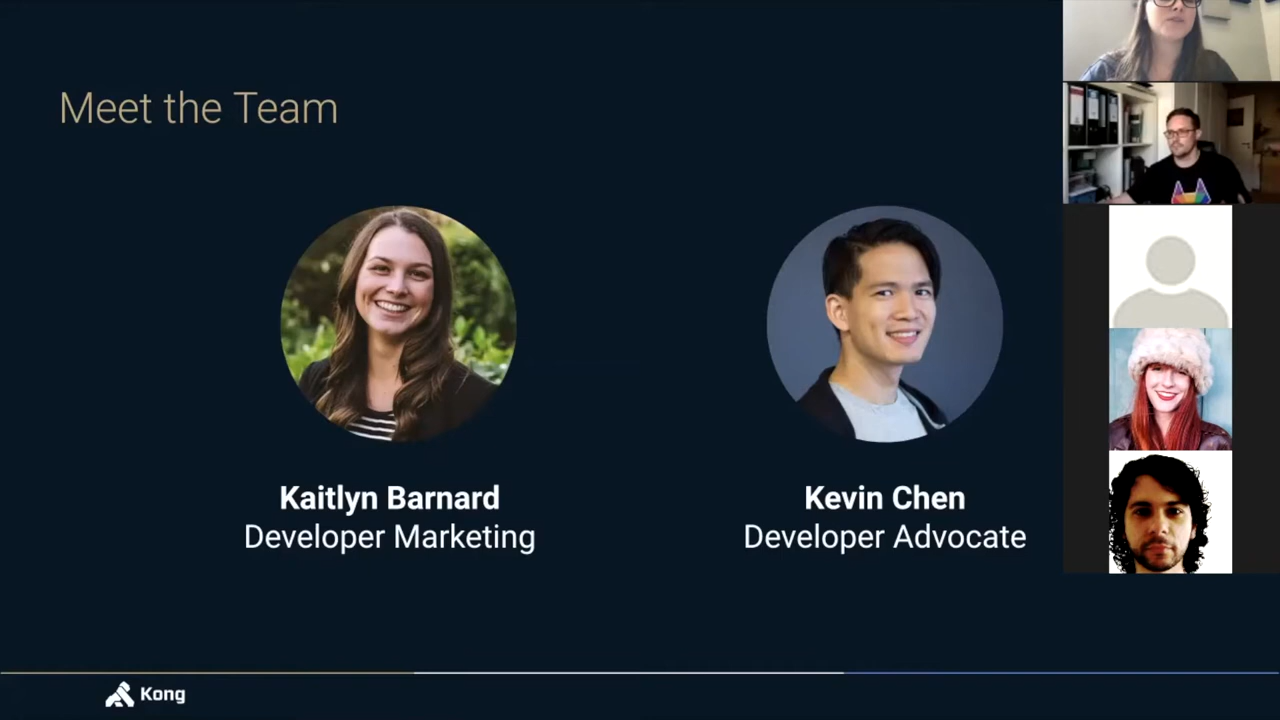 Meet the Team
Kaitlyn Barnard
Developer Marketing
Kevin Chen
Developer Advocate
Kong